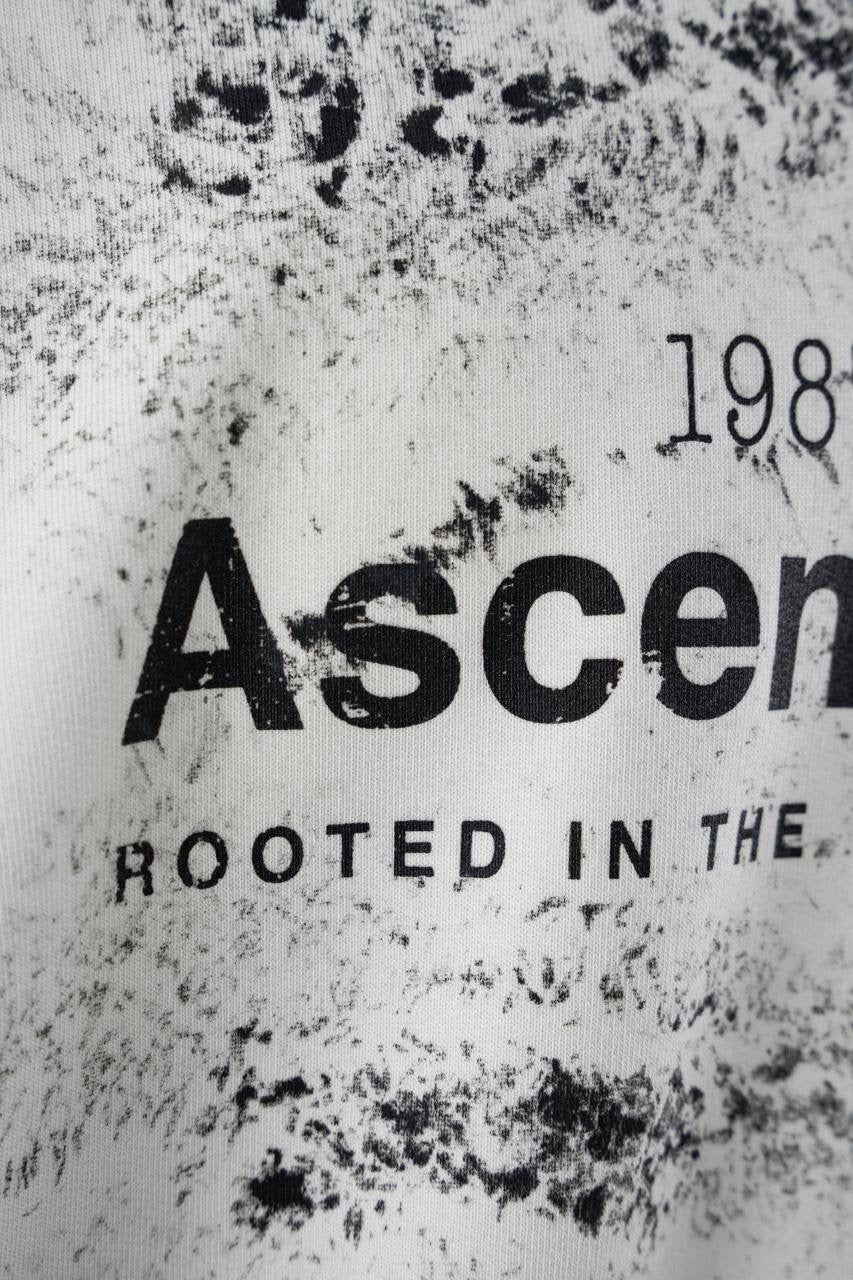 198
Ascen
ROOTED IN THE